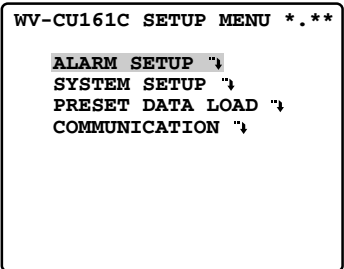 WV-CU161C SETUP MENU *.**
ALARM SETUP
SYSTEM SETUP
PRESET DATA LOAD
COMMUNICATION